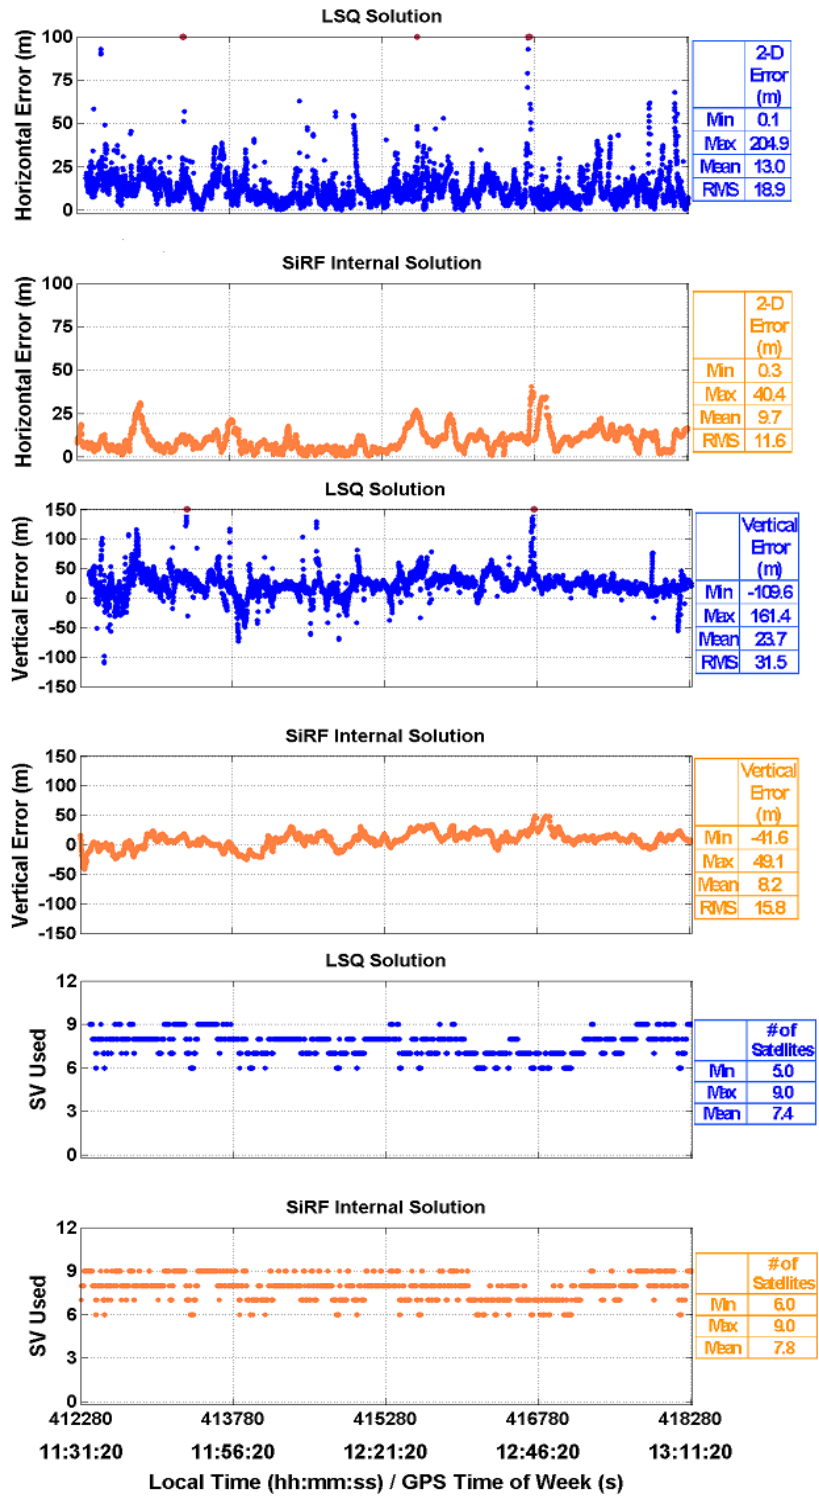 LSQ Solution
Horizontal Error (m)
100
75
50
25
0
2-D
Error
(m)
Min 0.1
Max 204.9
Mean 13.0
RMS 18.9
SiRF Internal Solution
Horizontal Error (m)
100
75
50
25
0
2-D
Error
(m)
Min 0.3
Max 40.4
Mean 9.7
RMS 11.6
LSQ Solution
Vertical Error (m)
150
100
50
0
-50
-100
-150
Vertical
Error
(m)
Min -109.6
Max 161.4
Mean 23.7
RMS 31.5
SiRF Internal Solution
Vertical Error (m)
150
100
50
0
-50
-100
-150
Vertical
Error
(m)
Min -41.6
Max 49.1
Mean 8.2
RMS 15.8
LSQ Solution
SV Used
12
9
6
3
0
# of
Satellites
Min 5.0
Max 9.0
Mean 7.4
SiRF Internal Solution
SV Used
12
9
6
3
0
# of
Satellites
Min 6.0
Max 9.0
Mean 7.8
412280 413780 415280 416780 418280
11:31:20 11:56:20 12:21:20 12:46:20 13:11:20
Local Time (hh:mm:ss) / GPS Time of Week (s)